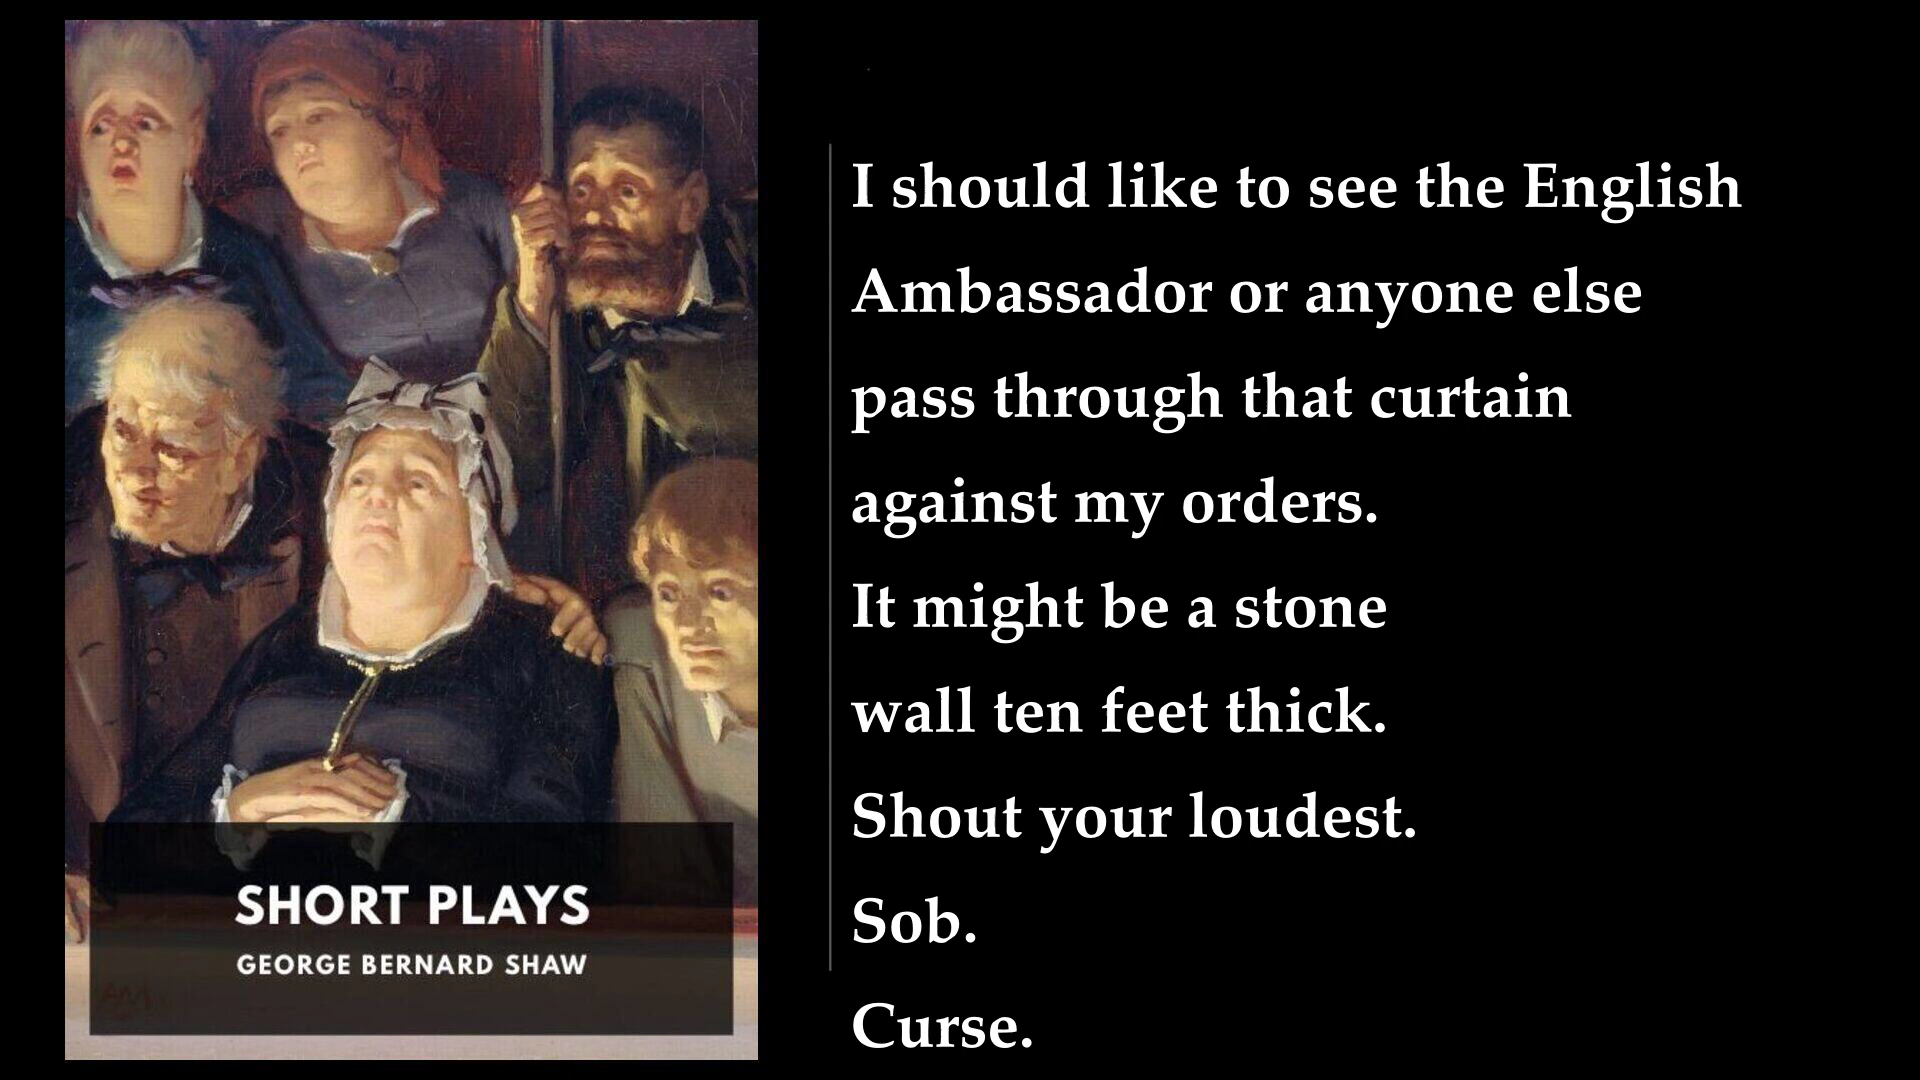 SHORT PLAYS
GEORGE BERNARD SHAW
I should like to see the English
Ambassador or anyone else
pass through that curtain
against my orders.
It might be a stone
wall ten feet thick.
Shout your loudest.
Sob.
Curse.